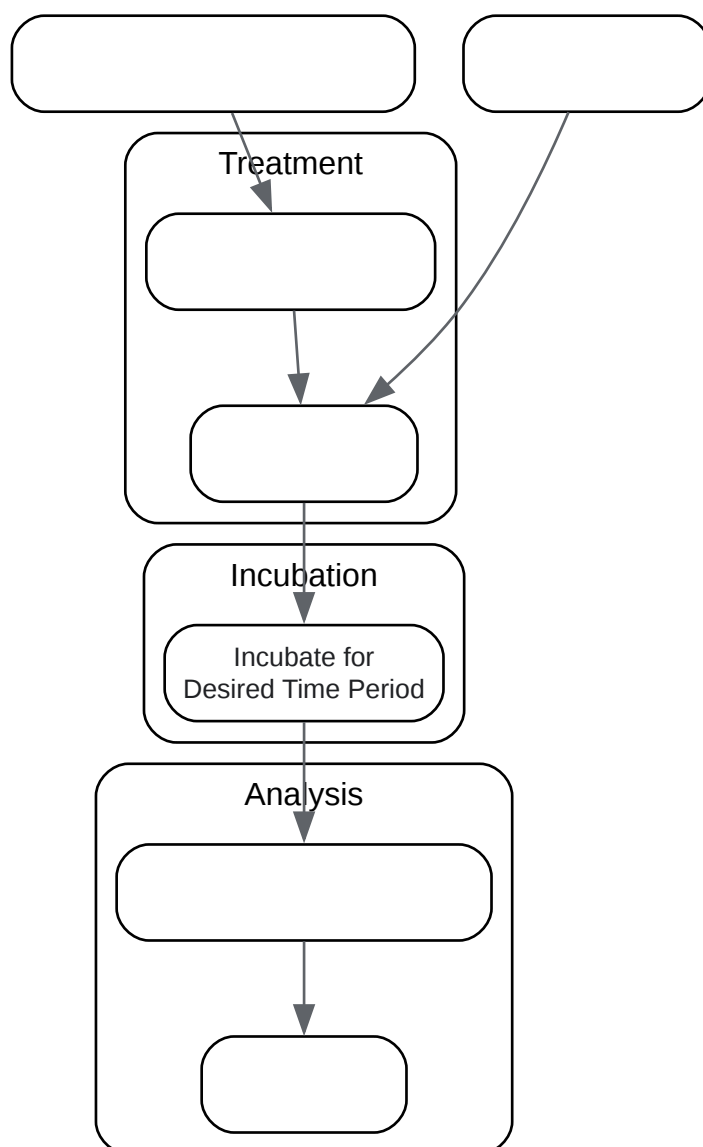 Treatment
Incubation
Incubate for
Desired Time Period
Analysis